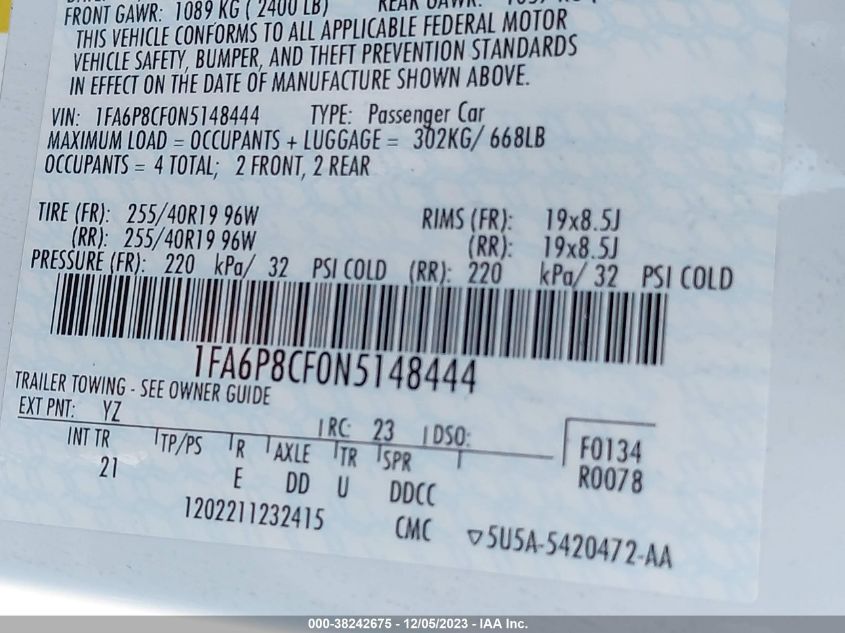 FRONT GAWR: 1089 KG ( 2400 LB) REAR GAWR:
THIS VEHICLE CONFORMS TO ALL APPLICABLE FEDERAL MOTOR
VEHICLE SAFETY, BUMPER, AND THEFT PREVENTION STANDARDS
IN EFFECT ON THE DATE OF MANUFACTURE SHOWN ABOVE.
VIN: 1FA6P8CF0N5148444 TYPE: Passenger Car
MAXIMUM LOAD = OCCUPANTS + LUGGAGE = 302KG/ 668LB
OCCUPANTS = 4 TOTAL; 2 FRONT, 2 REAR
TIRE (FR): 255/40R19 96W RIMS (FR): 19x8.5J
(RR): 255/40R19 96W (RR): 19x8.5J
PRESSURE (FR): 220 kPa/ 32 PSI COLD (RR): 220 kPa/ 32 PSI COLD
1FA6P8CF0N5148444
TRAILER TOWING - SEE OWNER GUIDE
EXT PNT: YZ RC: 23 DSO: F0134
INT TR TP/PS R AXLE TR SPR R0078
21 E DD U DDCC
1202211232415 CMC ▽5U5A-5420472-AA
000-38242675 - 12/05/2023 - IAA Inc.